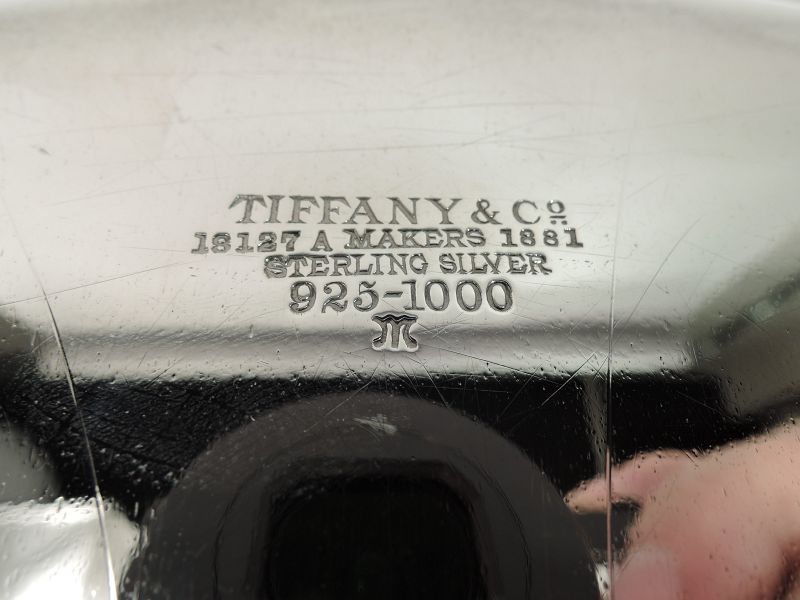 TIFFANY & Cº
18127 A MAKERS 1881
STERLING SILVER
925-1000
M